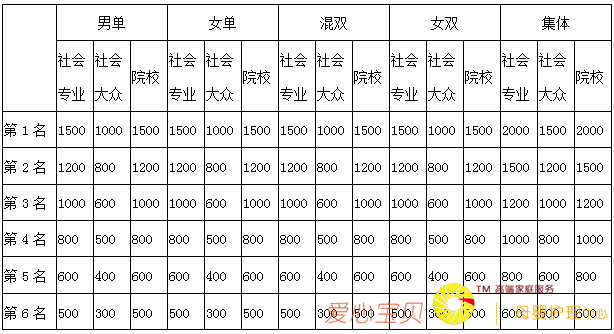 男单 女单 混双 女双 集体
社会专业 社会大众 院校 社会专业 社会大众 院校 社会专业 社会大众 院校 社会专业 社会大众 院校 社会专业 社会大众 院校
第1名 1500 1000 1500 1500 1000 1500 1500 1000 1500 1500 1000 1500 2000 1500 2000
第2名 1200 800 1200 1200 800 1200 1200 800 1200 1200 800 1200 1500 1200 1500
第3名 1000 600 1000 1000 600 1000 1000 600 1000 1000 600 1000 1200 1000 1200
第4名 800 500 800 800 500 800 800 500 800 800 500 800 1000 800 1000
第5名 600 400 600 600 400 600 600 400 600 600 400 600 800 600 800
第6名 500 300 500 500 300 500 500 300 500 500 300 500 600 500 600
TM 高端家庭服务
爱心宝贝 母婴护理中心